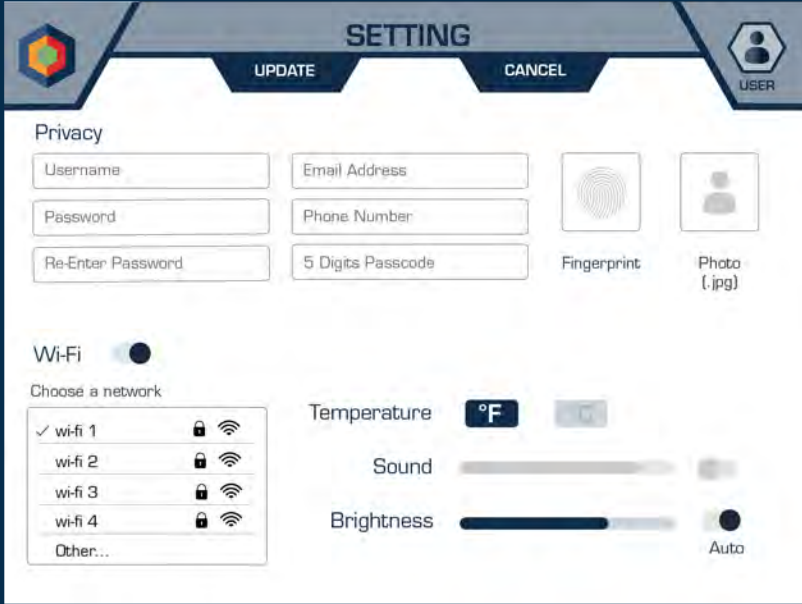 SETTING
UPDATE
CANCEL
USER
Privacy
Username
Email Address
Password
Phone Number
Re-Enter Password
5 Digits Passcode
Fingerprint
Photo
(.jpg)
Wi-Fi
Choose a network
✓ wi-fi 1
wi-fi 2
wi-fi 3
wi-fi 4
Other...
Temperature
°F
Sound
Brightness
Auto